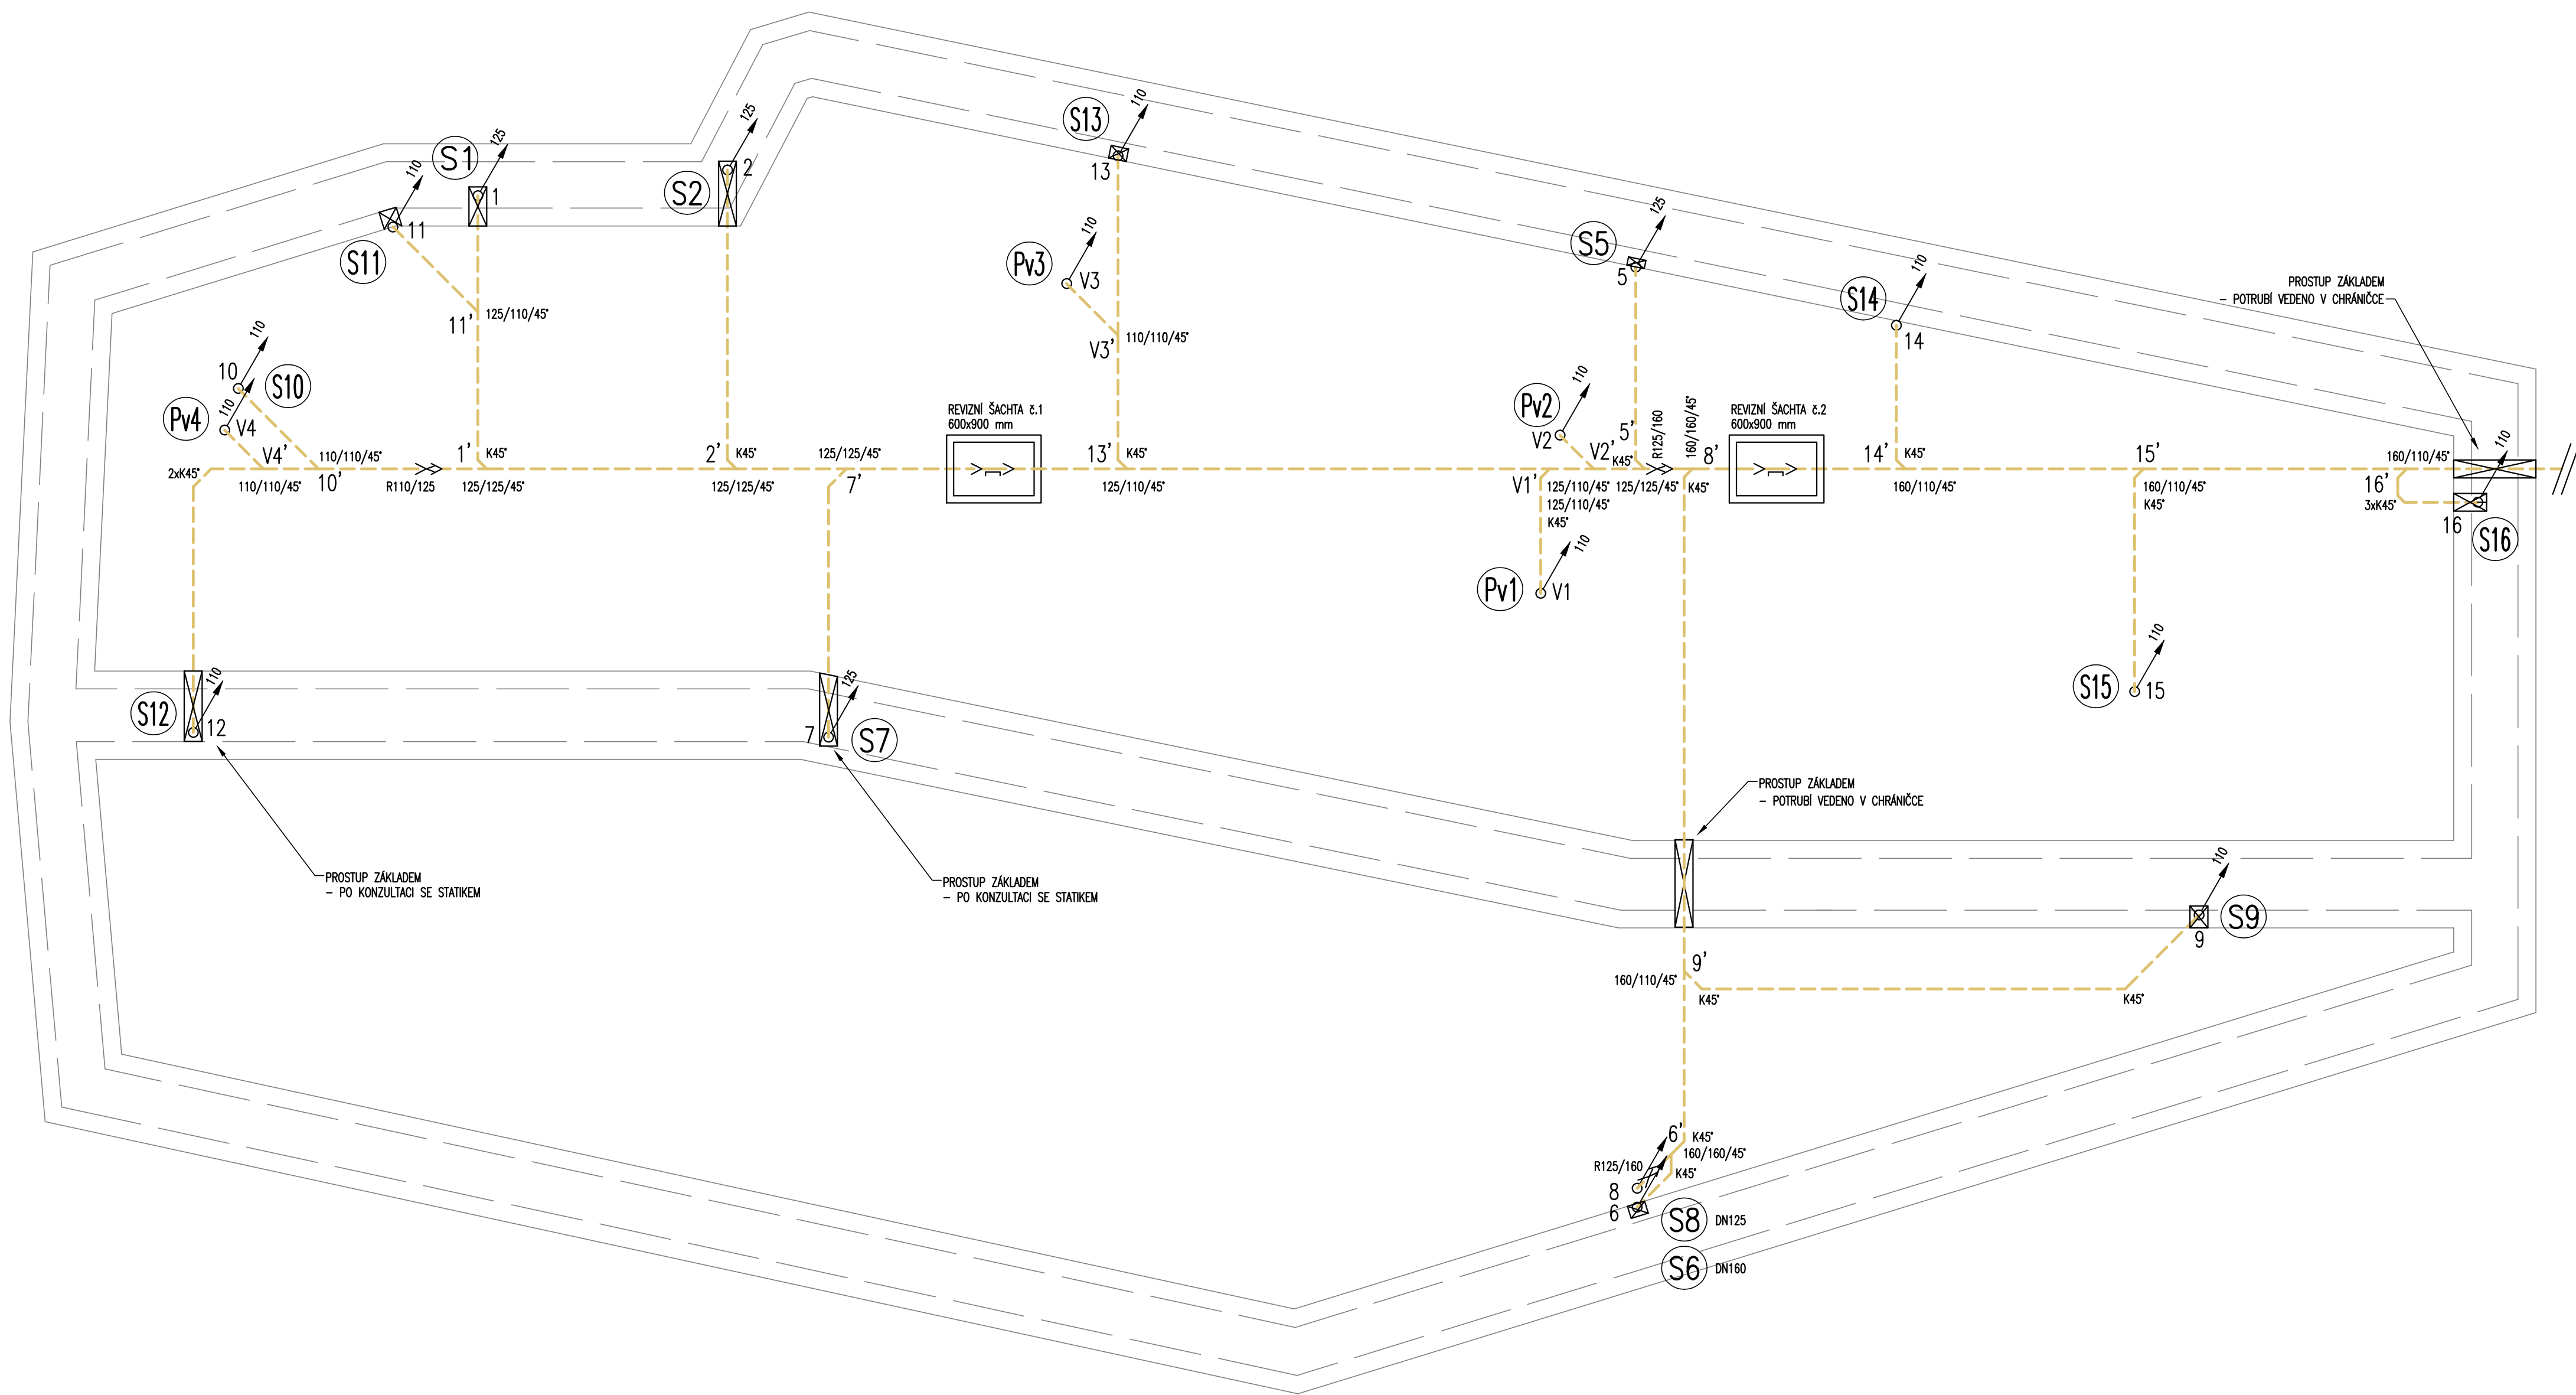 110
S13
125
125
S1
S2
2
13
110
1
11
S11
110
Pv3
V3
125
S5
5
110
S14
14
PROSTUP ZÁKLADEM
- POTRUBÍ VEDENO V CHRÁNIČCE
11'
125/110/45°
V3'
110/110/45°
110
10
S10
110
Pv4
V4
110
Pv2
V2
REVIZNÍ ŠACHTA č.1
600x900 mm
REVIZNÍ ŠACHTA č.2
600x900 mm
R125/160
160/160/45°
5'
V2'
K45°
8'
V4'
110/110/45°
1'
K45°
2'
K45°
125/125/45°
13'
K45°
14'
K45°
15'
160/110/45°
110
2xK45°
110/110/45°
10'
R110/125
125/125/45°
125/125/45°
7'
125/110/45°
V1'
125/110/45°
125/110/45°
K45°
125/125/45°
K45°
160/110/45°
160/110/45°
K45°
16'
3xK45°
16
S16
110
Pv1
V1
110
S15
15
110
S12
12
125
7
S7
PROSTUP ZÁKLADEM
- POTRUBÍ VEDENO V CHRÁNIČCE
PROSTUP ZÁKLADEM
- PO KONZULTACI SE STATIKEM
PROSTUP ZÁKLADEM
- PO KONZULTACI SE STATIKEM
110
S9
9
9'
160/110/45°
K45°
K45°
6'
K45°
160/160/45°
R125/160
K45°
8
6
S8
DN125
S6
DN160